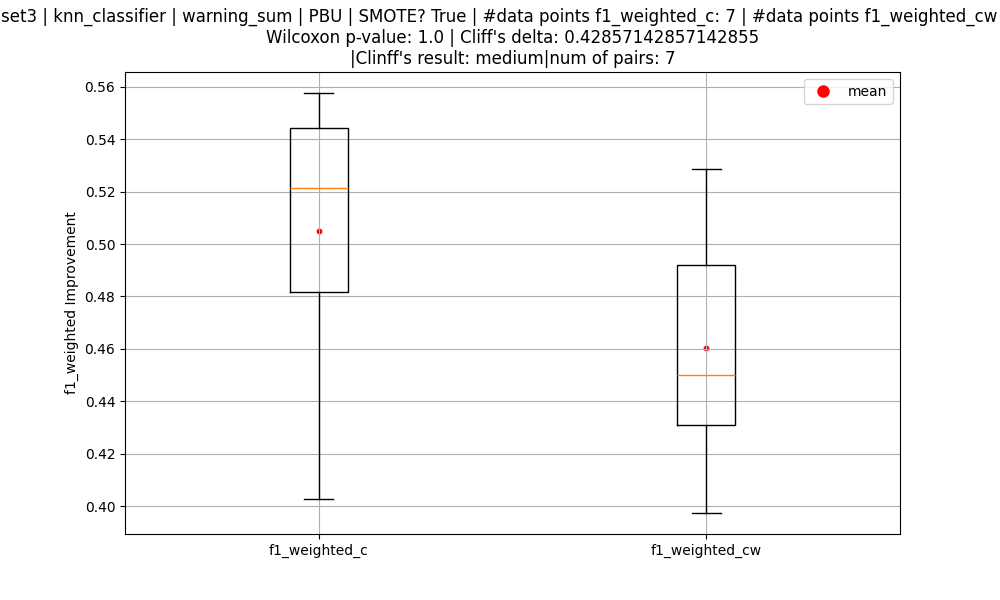 set3 | knn_classifier | warning_sum | PBU | SMOTE? True | #data points f1_weighted_c: 7 | #data points f1_weighted_cw
Wilcoxon p-value: 1.0 | Cliff's delta: 0.42857142857142855
|Clinff's result: medium|num of pairs: 7
mean
f1_weighted Improvement
0.56
0.54
0.52
0.50
0.48
0.46
0.44
0.42
0.40
f1_weighted_c
f1_weighted_cw